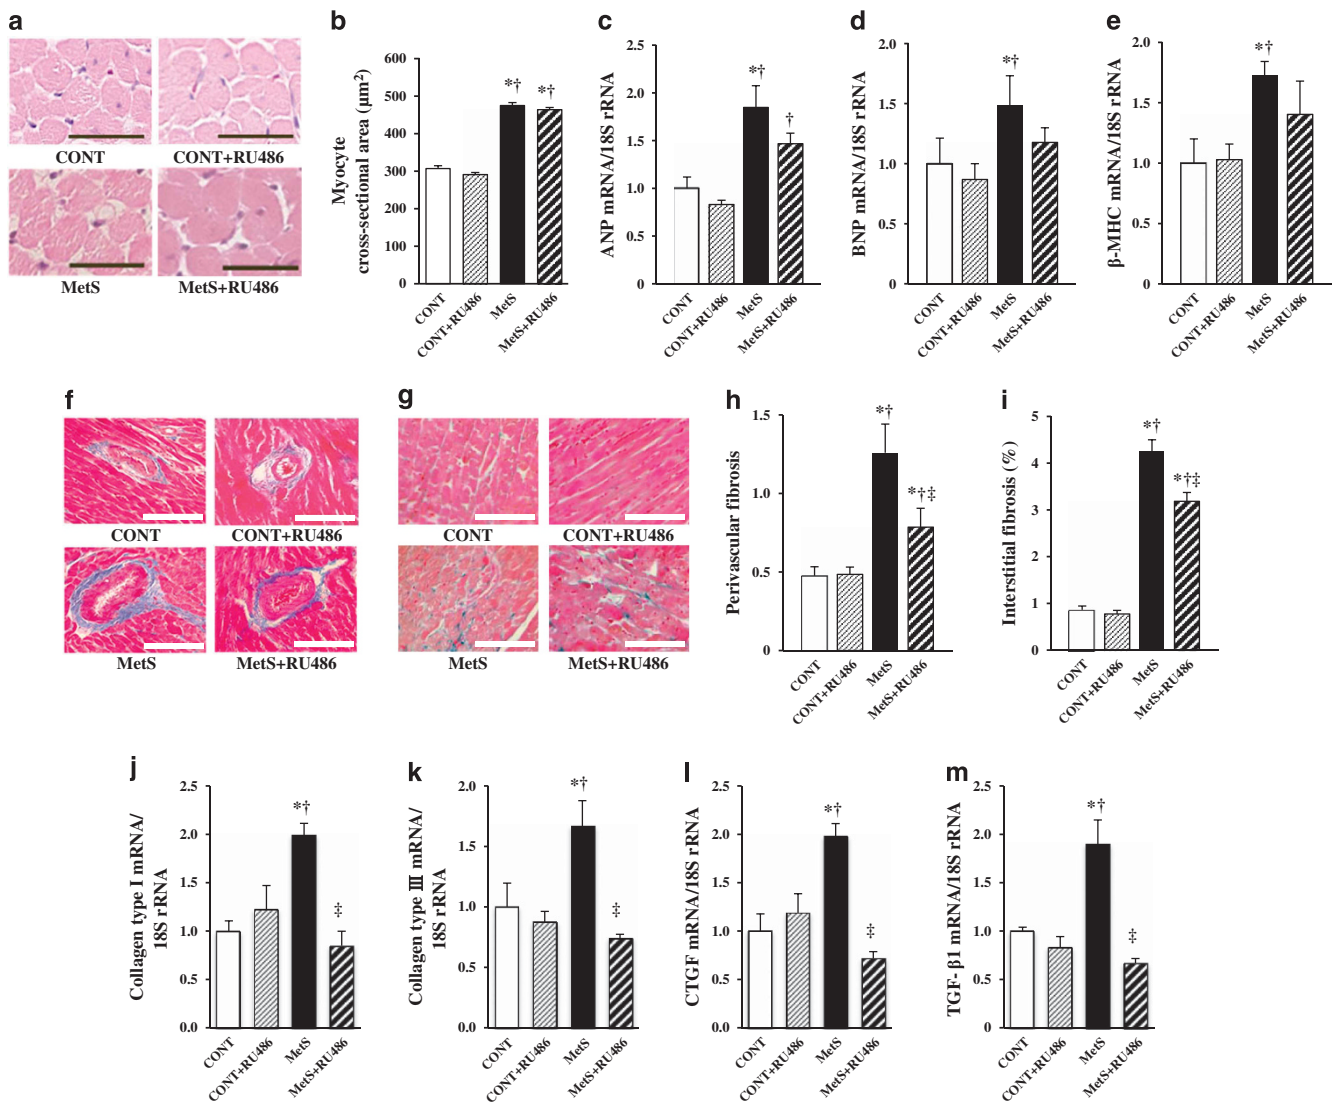 a
CONT
CONT+RU486
MetS
MetS+RU486
b
Myocyte
cross-sectional area (μm²)
600
500
400
300
200
100
0
*†
*†
CONT
CONT+RU486
MetS
MetS+RU486
c
ANP mRNA/18S rRNA
2.5
2.0
1.5
1.0
0.5
0
*†
†
CONT
CONT+RU486
MetS
MetS+RU486
d
BNP mRNA/18S rRNA
2.0
1.5
1.0
0.5
0
*†
CONT
CONT+RU486
MetS
MetS+RU486
e
β-MHC mRNA/18S rRNA
2.0
1.5
1.0
0.5
0
*†
CONT
CONT+RU486
MetS
MetS+RU486
f
CONT
CONT+RU486
MetS
MetS+RU486
g
CONT
CONT+RU486
MetS
MetS+RU486
h
Perivascular fibrosis
1.5
1.0
0.5
0
*†
*†‡
CONT
CONT+RU486
MetS
MetS+RU486
i
Interstitial fibrosis (%)
5
4
3
2
1
0
*†
*†‡
CONT
CONT+RU486
MetS
MetS+RU486
j
Collagen type I mRNA/
18S rRNA
2.5
2.0
1.5
1.0
0.5
0.0
*†
‡
CONT
CONT+RU486
MetS
MetS+RU486
k
Collagen type III mRNA/
18S rRNA
2.0
1.5
1.0
0.5
0.0
*†
‡
CONT
CONT+RU486
MetS
MetS+RU486
l
CTGF mRNA/18S rRNA
2.5
2.0
1.5
1.0
0.5
0.0
*†
‡
CONT
CONT+RU486
MetS
MetS+RU486
m
TGF- β1 mRNA/18S rRNA
2.5
2.0
1.5
1.0
0.5
0
*†
‡
CONT
CONT+RU486
MetS
MetS+RU486